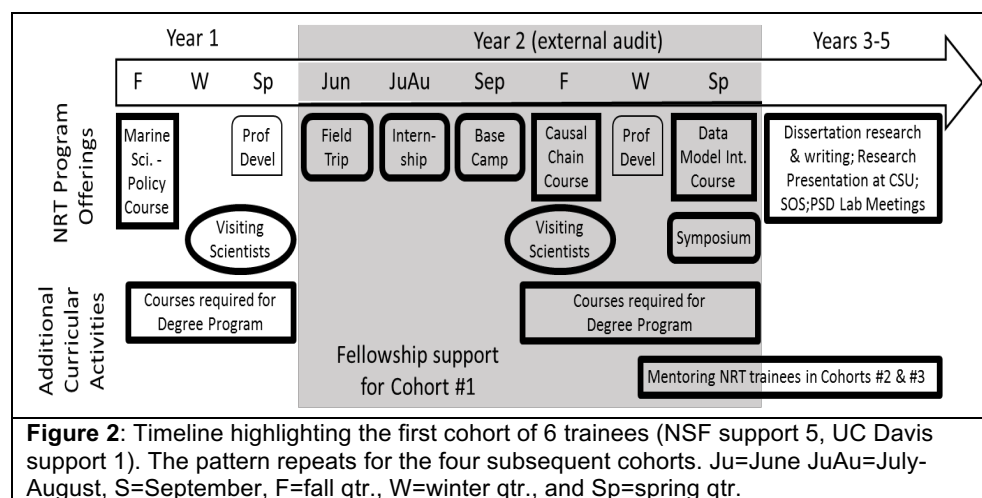 Year 1
Year 2 (external audit)
Years 3-5
F W Sp Jun JuAu Sep F W Sp
NRT Program
Offerings
Marine
Sci. -
Policy
Course
Prof
Devel
Field
Trip
Intern-
ship
Base
Camp
Causal
Chain
Course
Prof
Devel
Data
Model Int.
Course
Dissertation research
& writing; Research
Presentation at CSU;
SOS;PSD Lab Meetings
Visiting
Scientists
Visiting
Scientists
Symposium
Additional
Curricular
Activities
Courses required for
Degree Program
Courses required for
Degree Program
Fellowship support
for Cohort #1
Mentoring NRT trainees in Cohorts #2 & #3
Figure 2: Timeline highlighting the first cohort of 6 trainees (NSF support 5, UC Davis
support 1). The pattern repeats for the four subsequent cohorts. Ju=June JuAu=July-
August, S=September, F=fall qtr., W=winter qtr., and Sp=spring qtr.